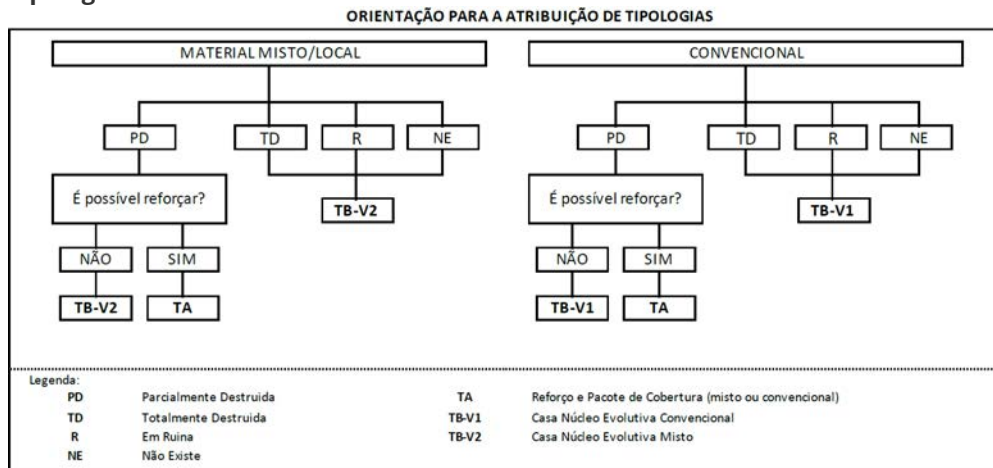 ORIENTAÇÃO PARA A ATRIBUIÇÃO DE TIPOLOGIAS
MATERIAL MISTO/LOCAL
CONVENCIONAL
PD TD R NE
PD TD R NE
É possível reforçar?
TB-V2
É possível reforçar?
TB-V1
NÃO SIM
NÃO SIM
TB-V2 TA
TB-V1 TA
Legenda:
PD Parcialmente Destruida TA Reforço e Pacote de Cobertura (misto ou convencional)
TD Totalmente Destruida TB-V1 Casa Núcleo Evolutiva Convencional
R Em Ruina TB-V2 Casa Núcleo Evolutiva Misto
NE Não Existe